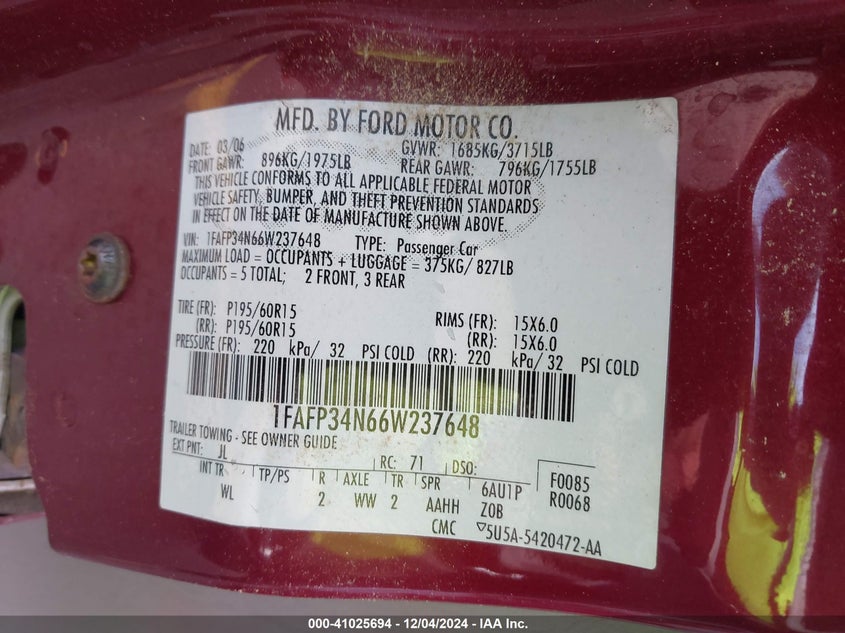 MFD. BY FORD MOTOR CO.
DATE: 03/06 GVWR: 1685KG/3715LB
FRONT GAWR: 896KG/1975LB REAR GAWR: 796KG/1755LB
THIS VEHICLE CONFORMS TO ALL APPLICABLE FEDERAL MOTOR
VEHICLE SAFETY, BUMPER, AND THEFT PREVENTION STANDARDS
IN EFFECT ON THE DATE OF MANUFACTURE SHOWN ABOVE.
VIN: 1FAFP34N66W237648 TYPE: Passenger Car
MAXIMUM LOAD = OCCUPANTS + LUGGAGE = 375KG/ 827LB
OCCUPANTS = 5 TOTAL; 2 FRONT, 3 REAR
TIRE (FR): P195/60R15 RIMS (FR): 15X6.0
(RR): P195/60R15 (RR): 15X6.0
PRESSURE (FR): 220 kPa/ 32 PSI COLD (RR): 220 kPa/ 32 PSI COLD
1FAFP34N66W237648
TRAILER TOWING - SEE OWNER GUIDE
EXT PNT: JL RC: 71 DSO: F0085
INT TR TP/PS R AXLE TR SPR 6AU1P R0068
WL 2 WW 2 AAHH ZOB
CMC 5U5A-5420472-AA
000-41025694 - 12/04/2024 - IAA Inc.